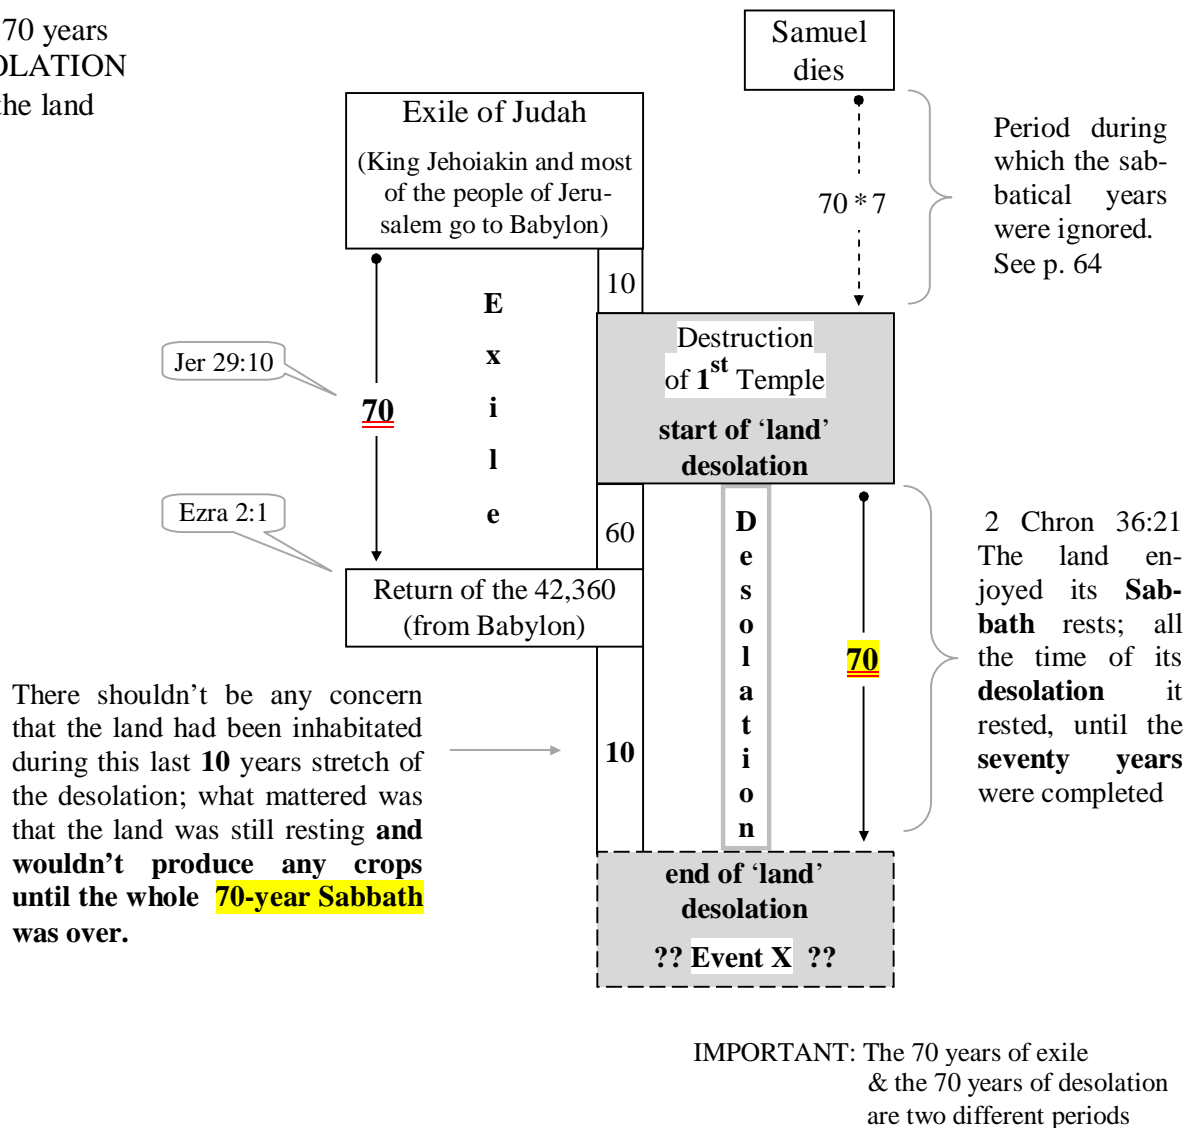 70 years
OLATION
the land
Samuel
dies
Exile of Judah
(King Jehoiakin and most
of the people of Jeru-
salem go to Babylon)
70 * 7
Period during
which the sab-
batical years
were ignored.
See p. 64
10
E
x
i
l
e
Jer 29:10
70
Destruction
of 1st Temple
start of ‘land’
desolation
Ezra 2:1
60
Return of the 42,360
(from Babylon)
D
e
s
o
l
a
t
i
o
n
70
2 Chron 36:21
The land en-
joyed its Sab-
bath rests; all
the time of its
desolation it
rested, until the
seventy years
were completed
There shouldn’t be any concern
that the land had been inhabitated
during this last 10 years stretch of
the desolation; what mattered was
that the land was still resting and
wouldn’t produce any crops
until the whole 70-year Sabbath
was over.
10
end of ‘land’
desolation
?? Event X ??
IMPORTANT: The 70 years of exile
& the 70 years of desolation
are two different periods